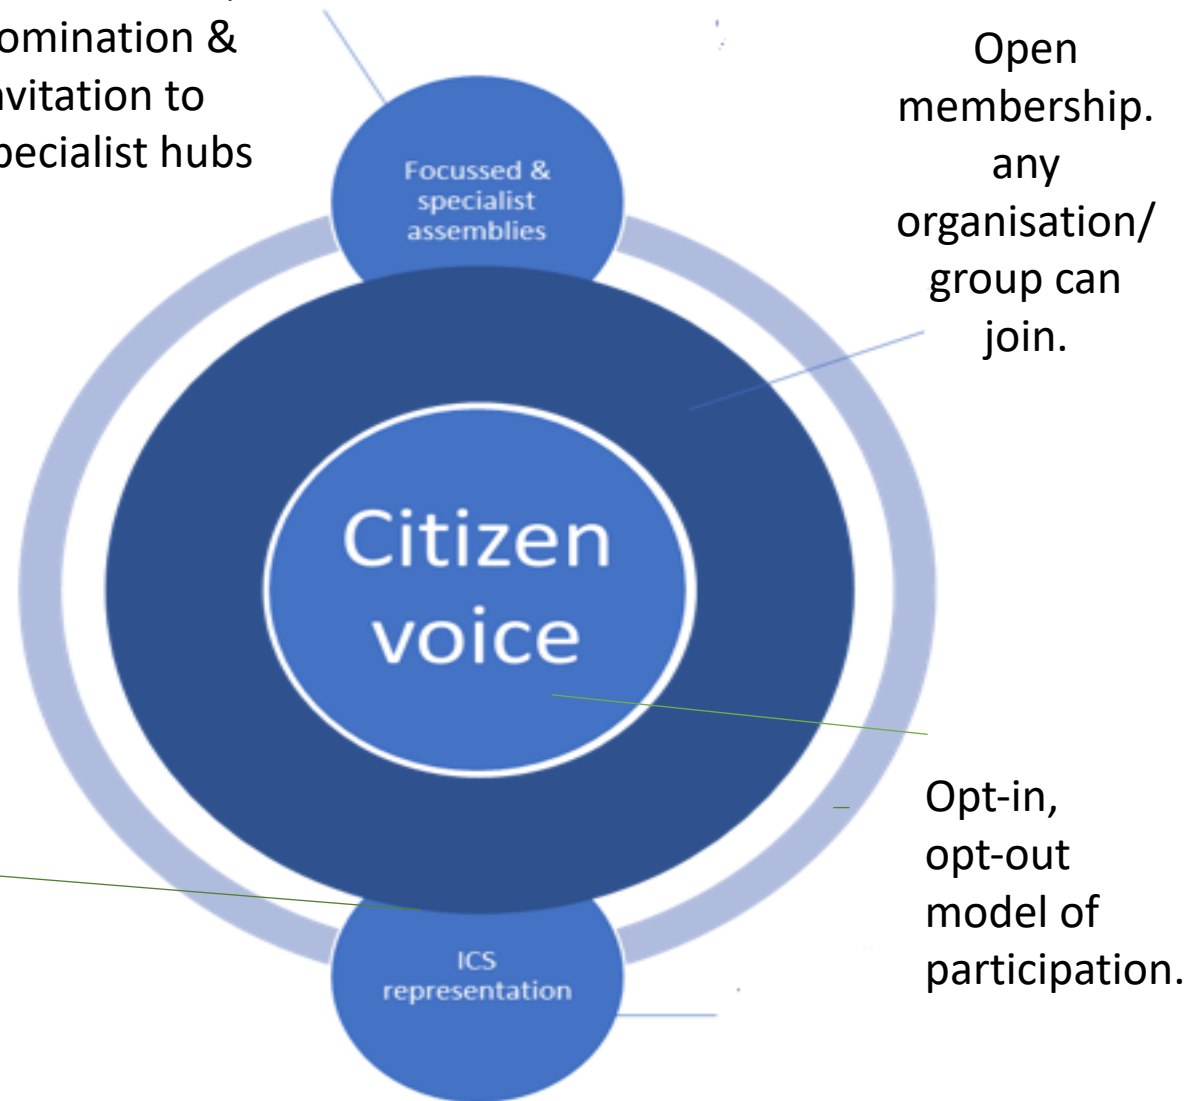 omination &
nvitation to
pecialist hubs
Open
membership.
any
organisation/
group can
join.
Focussed &
specialist
assemblies
Citizen
voice
Opt-in,
opt-out
model of
participation.
ICS
representation